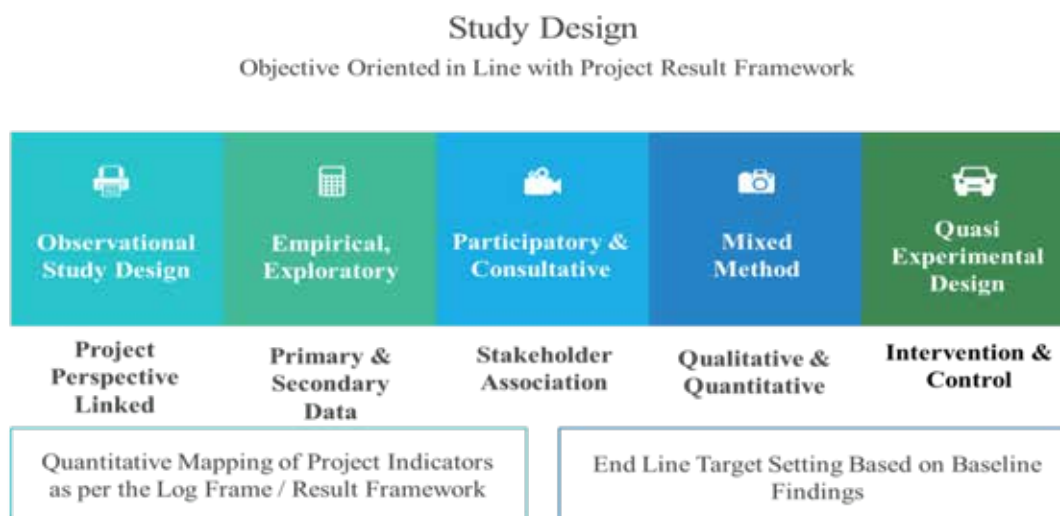 Study Design
Objective Oriented in Line with Project Result Framework
Observational
Study Design
Empirical,
Exploratory
Participatory &
Consultative
Mixed
Method
Quasi
Experimental
Design
Project
Perspective
Linked
Primary &
Secondary
Data
Stakeholder
Association
Qualitative &
Quantitative
Intervention &
Control
Quantitative Mapping of Project Indicators
as per the Log Frame / Result Framework
End Line Target Setting Based on Baseline
Findings